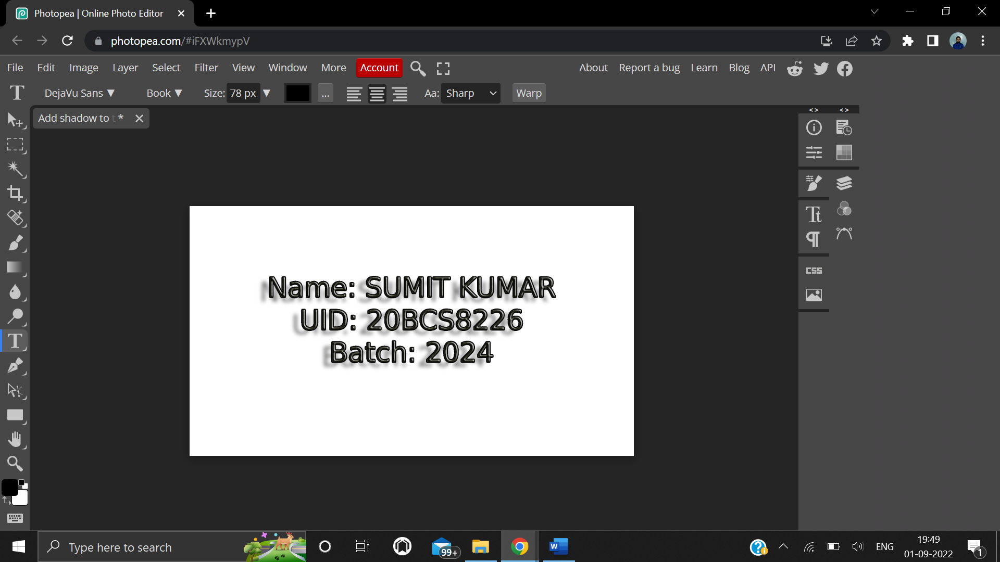 Photopea | Online Photo Editor
photopea.com/#iFXWkmypV
File Edit Image Layer Select Filter View Window More Account About Report a bug Learn Blog API
T DejaVu Sans ▼ Book ▼ Size: 78 px ▼ ... Aa: Sharp Warp
Add shadow to t *
<> <>
Name: SUMIT KUMAR
UID: 20BCS8226
Batch: 2024
CSS
Type here to search
99+
W
ENG
19:49
01-09-2022
1